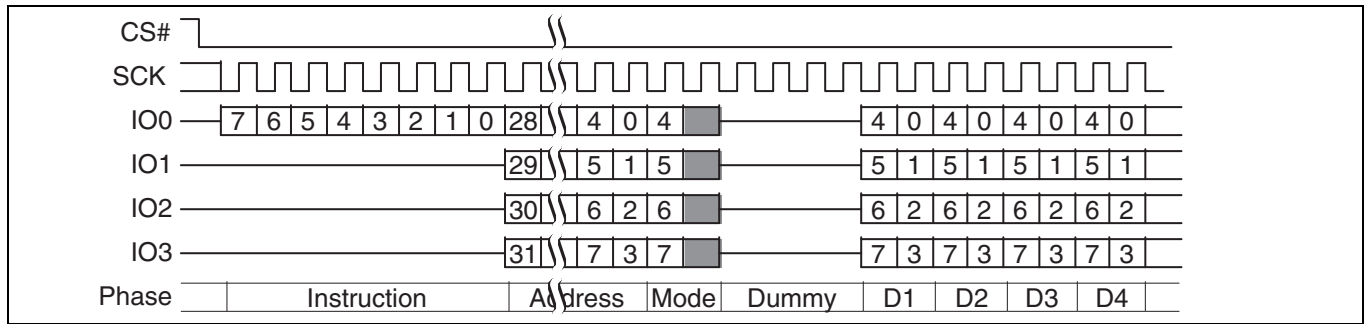 CS#
SCK
IO0 7 6 5 4 3 2 1 0 28 4 0 4 4 0 4 0 4 0 4 0
IO1 29 5 1 5 5 1 5 1 5 1 5 1
IO2 30 6 2 6 6 2 6 2 6 2 6 2
IO3 31 7 3 7 7 3 7 3 7 3 7 3
Phase Instruction Address Mode Dummy D1 D2 D3 D4